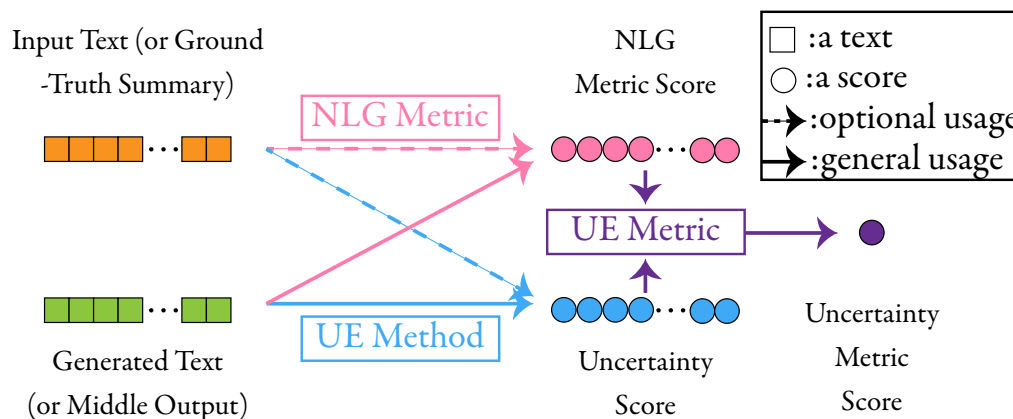 Input Text (or Ground
-Truth Summary)
NLG
Metric Score
:a text
:a score
:optional usage
:general usage
NLG Metric
...
...
UE Metric
...
...
UE Method
Generated Text
(or Middle Output)
Uncertainty
Score
Uncertainty
Metric
Score